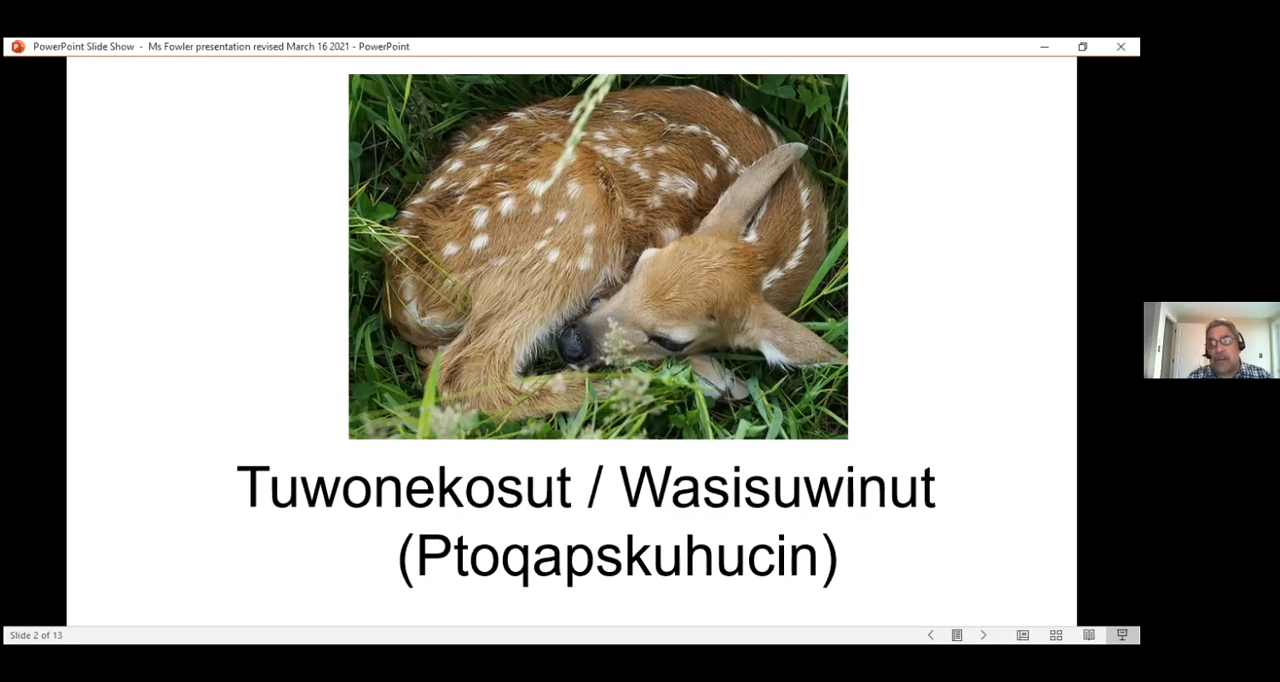 PowerPoint Slide Show - Ms Fowler presentation revised March 16 2021 - PowerPoint
Tuwonekosut / Wasisuwinut
(Ptoqapskuhucin)
Slide 2 of 13